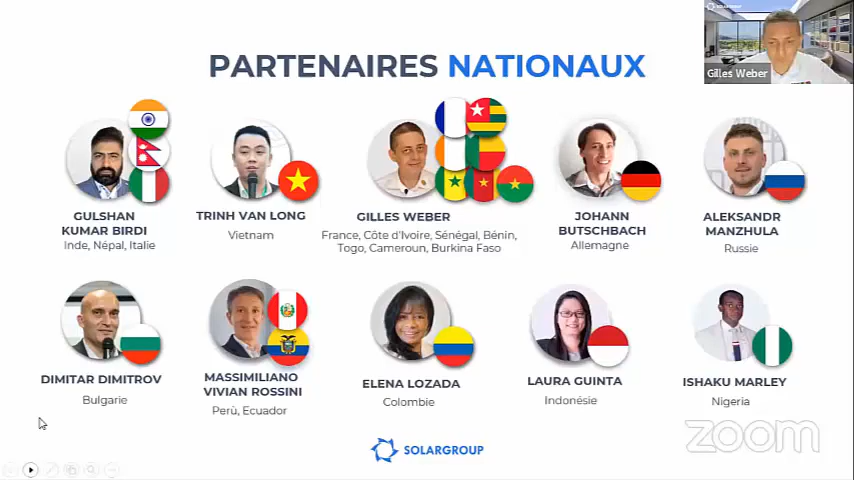 SOLARGROUP
Gilles Weber
PARTENAIRES NATIONAUX
GULSHAN
KUMAR BIRDI
Inde, Népal, Italie
TRINH VAN LONG
Vietnam
GILLES WEBER
France, Côte d'Ivoire, Sénégal, Bénin,
Togo, Cameroun, Burkina Faso
JOHANN
BUTSCHBACH
Allemagne
ALEKSANDR
MANZHULA
Russie
DIMITAR DIMITROV
Bulgarie
MASSIMILIANO
VIVIAN ROSSINI
Perù, Ecuador
ELENA LOZADA
Colombie
LAURA GUINTA
Indonésie
ISHAKU MARLEY
Nigeria
SOLARGROUP
zoom